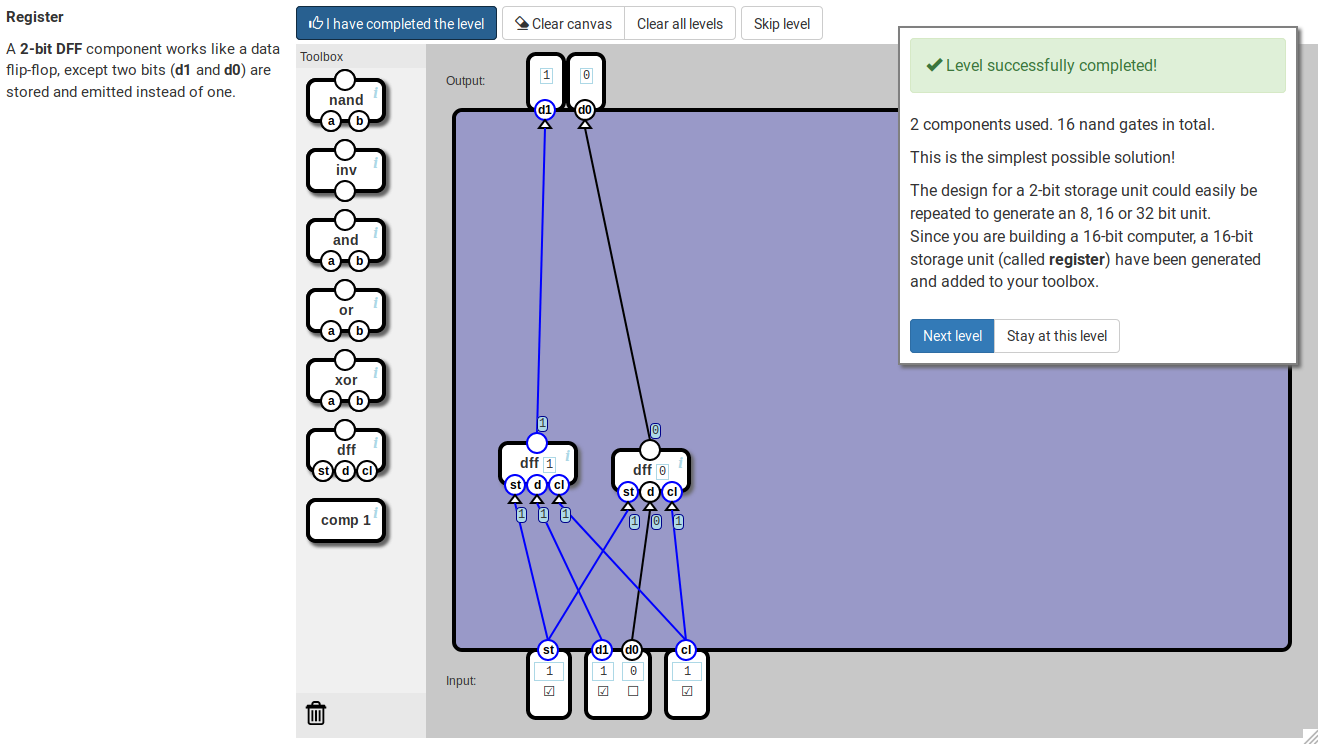 Register
A 2-bit DFF component works like a data
flip-flop, except two bits (d1 and d0) are
stored and emitted instead of one.
I have completed the level
Clear canvas
Clear all levels
Skip level
Toolbox
nand
i
a b
inv
i
and
i
a b
or
i
a b
xor
i
a b
dff
i
st d cl
comp 1
i
Output:
1 0
d1 d0
1
0
dff 1
i
st d cl
1 1 1
dff 0
i
st d cl
1 0 1
st d1 d0 cl
Input:
1 1 0 1
Level successfully completed!
2 components used. 16 nand gates in total.
This is the simplest possible solution!
The design for a 2-bit storage unit could easily be
repeated to generate an 8, 16 or 32 bit unit.
Since you are building a 16-bit computer, a 16-bit
storage unit (called register) have been generated
and added to your toolbox.
Next level
Stay at this level